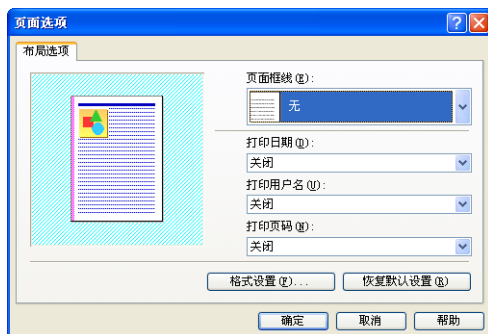 页面选项
布局选项
页面框线(E):
无
打印日期(D):
关闭
打印用户名(U):
关闭
打印页码(N):
关闭
格式设置(F)...
恢复默认设置(R)
确定
取消
帮助